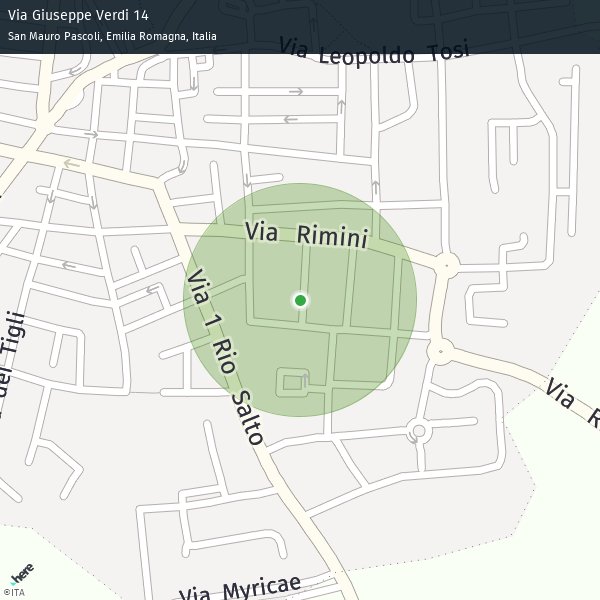 Via Giuseppe Verdi 14
San Mauro Pascoli, Emilia Romagna, Italia
Via Leopoldo Tosi
Via Rimini
Via 1 Rio Salto
dei Tigli
Via R
Via Myricae
here
©ITA